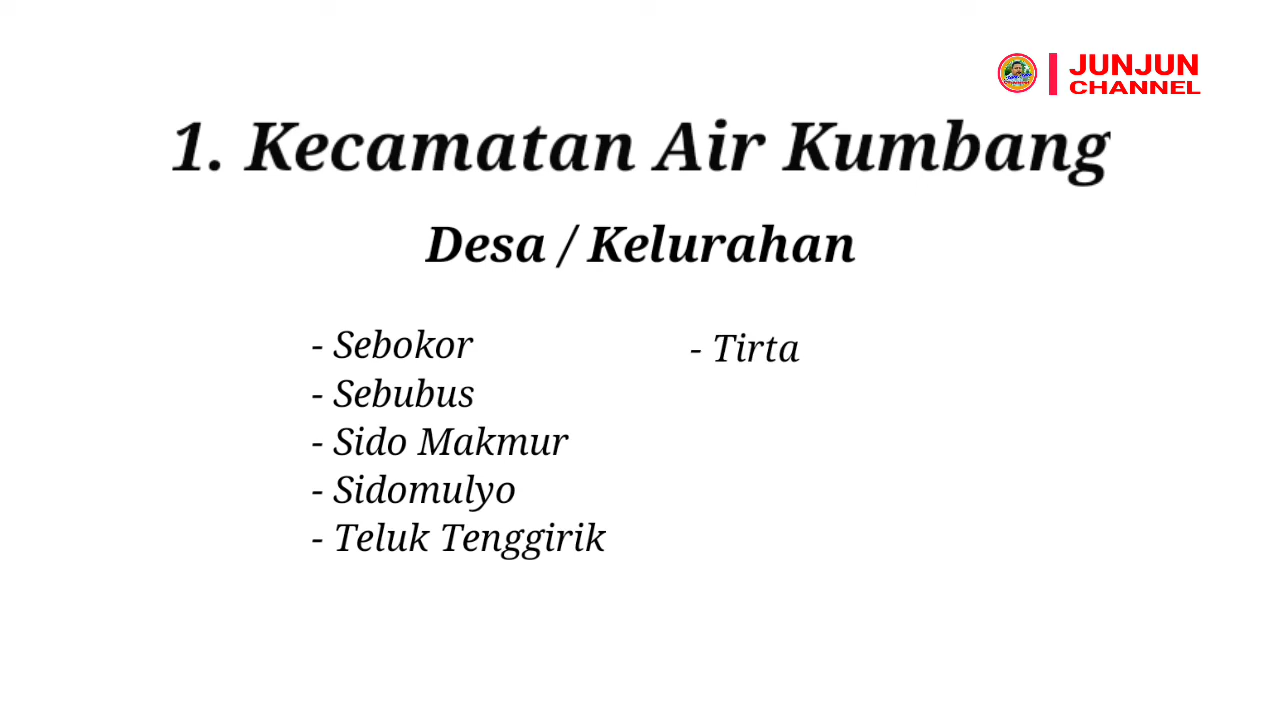 JUNJUN
CHANNEL
1. Kecamatan Air Kumbang
Desa / Kelurahan
- Sebokor
- Sebubus
- Sido Makmur
- Sidomulyo
- Teluk Tenggirik
- Tirta